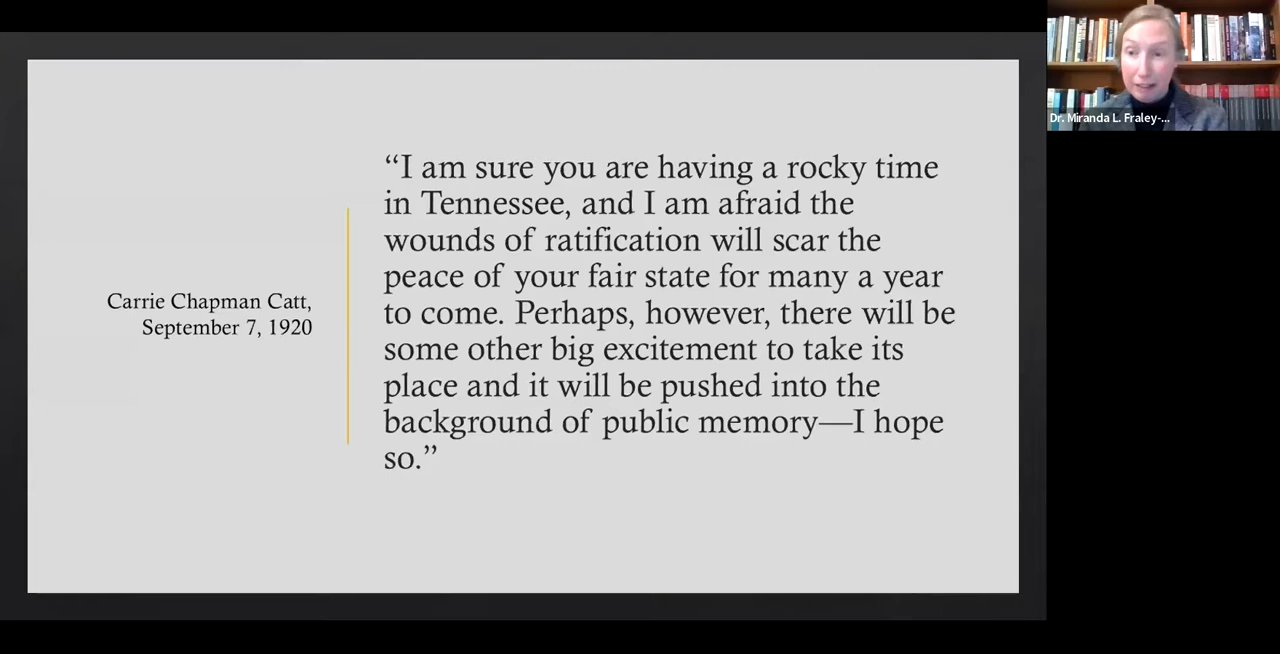 Carrie Chapman Catt,
September 7, 1920
“I am sure you are having a rocky time
in Tennessee, and I am afraid the
wounds of ratification will scar the
peace of your fair state for many a year
to come. Perhaps, however, there will be
some other big excitement to take its
place and it will be pushed into the
background of public memory—I hope
so.”
Dr. Miranda L. Fraley-...